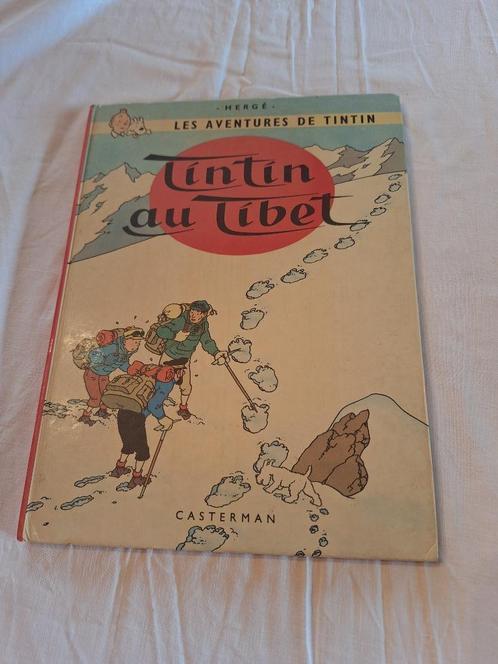 · HERGÉ ·
LES AVENTURES DE TINTIN
Tintin
au Tibet
CASTERMAN